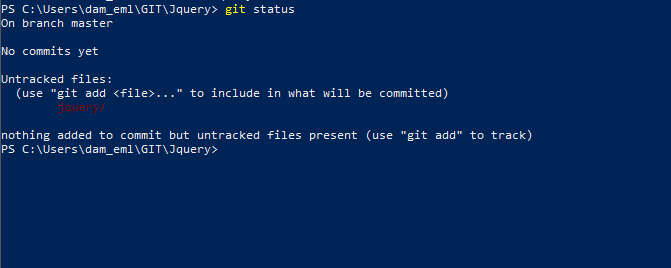 PS C:\Users\dam_eml\GIT\Jquery> git status
On branch master

No commits yet

Untracked files:
  (use "git add <file>..." to include in what will be committed)
        jquery/

nothing added to commit but untracked files present (use "git add" to track)
PS C:\Users\dam_eml\GIT\Jquery>